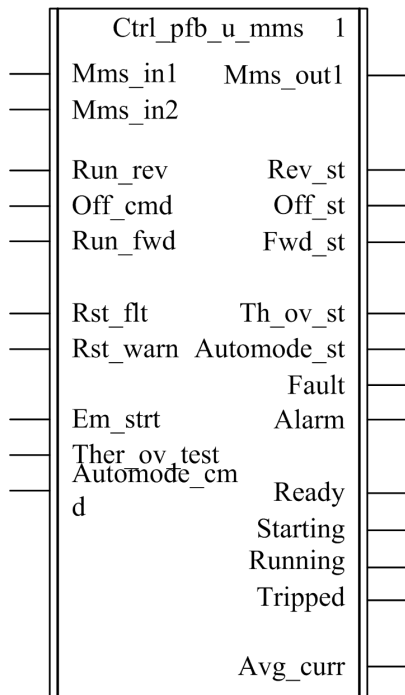 Ctrl_pfb_u_mms 1
Mms_in1 Mms_out1
Mms_in2
Run_rev Rev_st
Off_cmd Off_st
Run_fwd Fwd_st
Rst_flt Th_ov_st
Rst_warn Automode_st
Fault
Em_strt Alarm
Ther_ov_test
Automode_cm
d Ready
Starting
Running
Tripped
Avg_curr